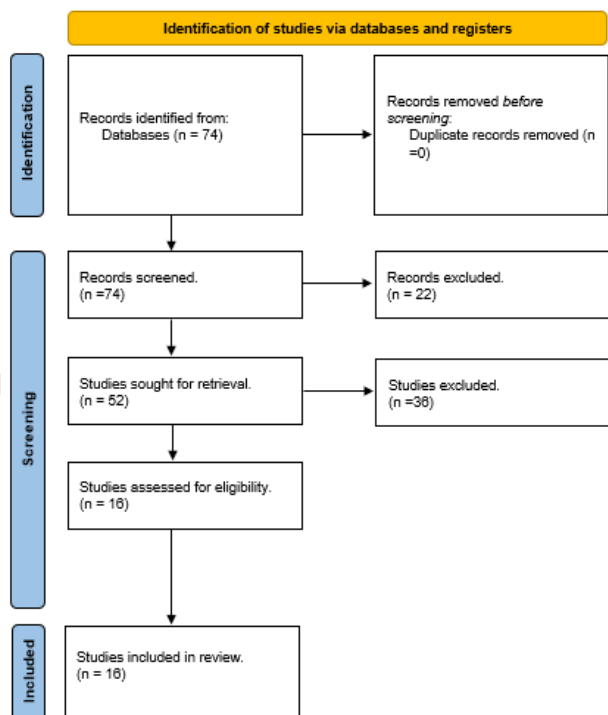 Identification of studies via databases and registers
Identification
Records identified from:
Databases (n = 74)
Records removed before
screening:
Duplicate records removed (n
=0)
Screening
Records screened.
(n =74)
Records excluded.
(n = 22)
Studies sought for retrieval.
(n = 52)
Studies excluded.
(n =36)
Studies assessed for eligibility.
(n = 16)
Included
Studies included in review.
(n = 16)